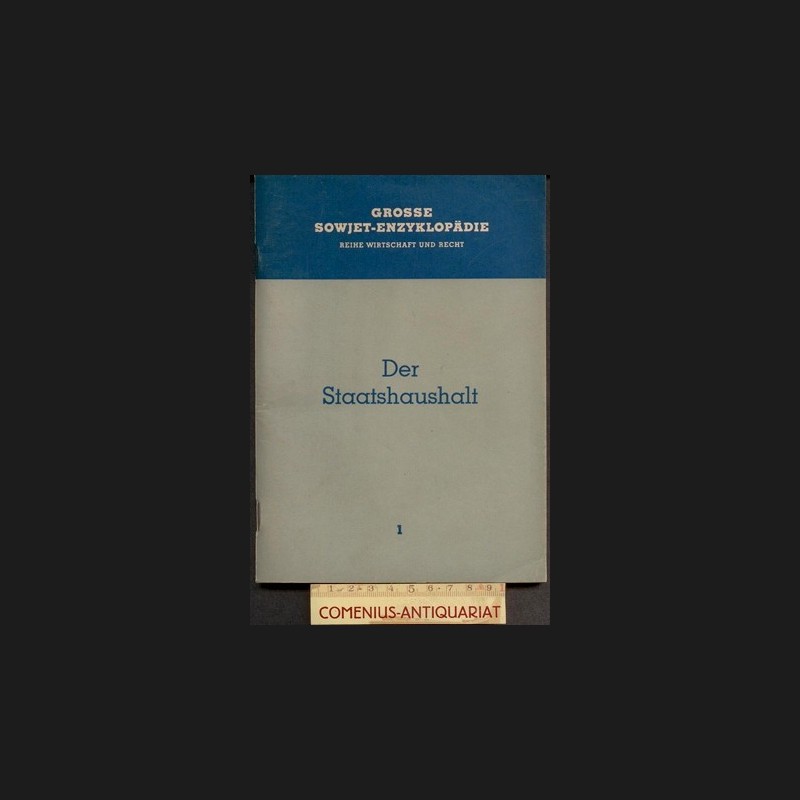 GROSSE
SOWJET-ENZYKLOPÄDIE
REIHE WIRTSCHAFT UND RECHT
Der
Staatshaushalt
1
1 2 3 4 5 6 7 8 9
COMENIUS-ANTIQUARIAT